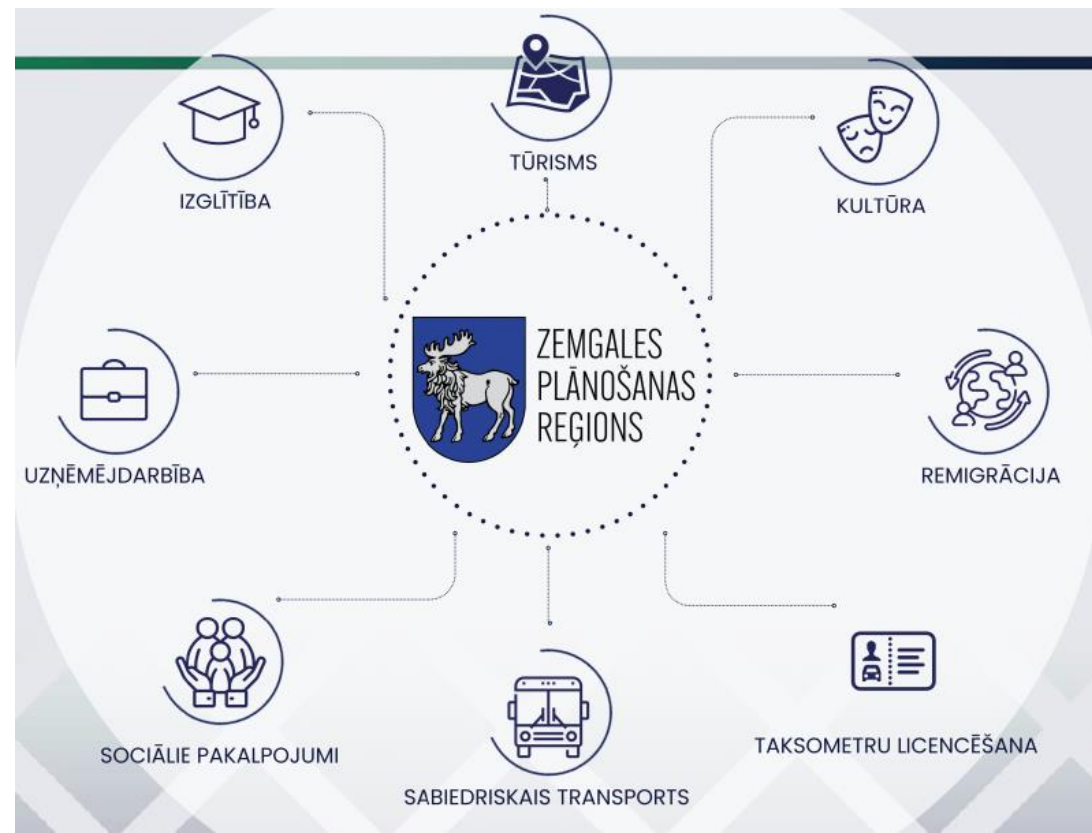 TŪRISMS
IZGLĪTĪBA
KULTŪRA
ZEMGALES
PLĀNOŠANAS
REĢIONS
UZŅĒMĒJDARBĪBA
REMIGRĀCIJA
SOCIĀLIE PAKALPOJUMI
TAKSOMETRU LICENCĒŠANA
SABIEDRISKAIS TRANSPORTS